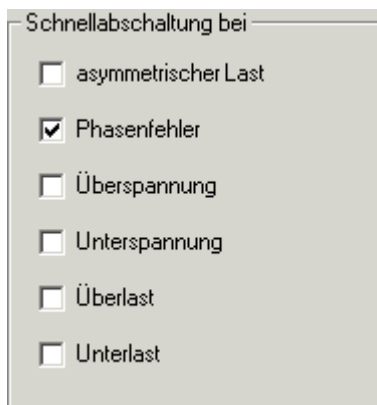 Schnellabschaltung bei
asymmetrischer Last
Phasenfehler
Überspannung
Unterspannung
Überlast
Unterlast